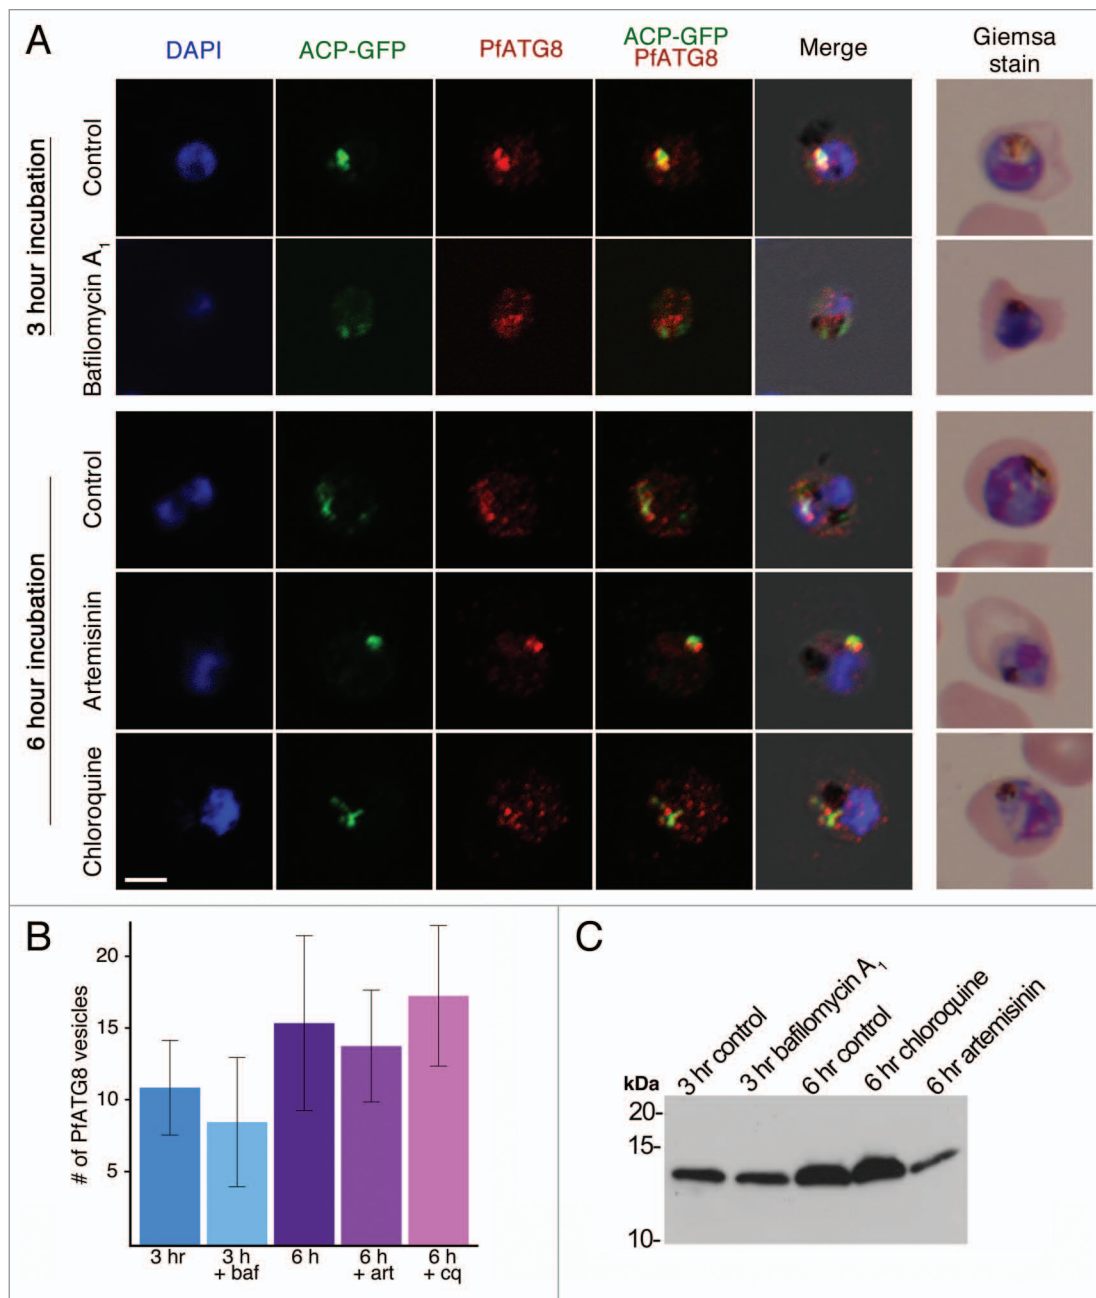 A
DAPI
ACP-GFP
PfATG8
ACP-GFP
PfATG8
Merge
Giemsa
stain
3 hour incubation
Control
Bafilomycin A1
6 hour incubation
Control
Artemisinin
Chloroquine
B
# of PfATG8 vesicles
20
15
10
5
3 hr
3 h
+ baf
6 h
6 h
+ art
6 h
+ cq
C
3 hr control
3 hr bafilomycin A1
6 hr control
6 hr chloroquine
6 hr artemisinin
kDa
20-
15-
10-